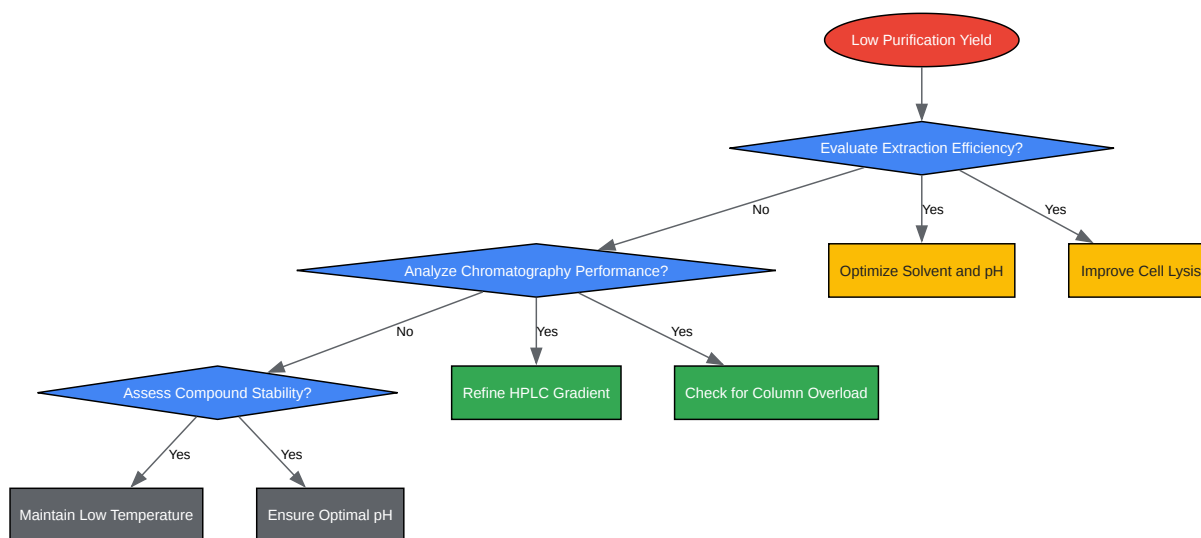 Low Purification Yield
Evaluate Extraction Efficiency?
No
Yes
Yes
Analyze Chromatography Performance?
Optimize Solvent and pH
Improve Cell Lysis
No
Yes
Yes
Assess Compound Stability?
Refine HPLC Gradient
Check for Column Overload
Yes
Yes
Maintain Low Temperature
Ensure Optimal pH